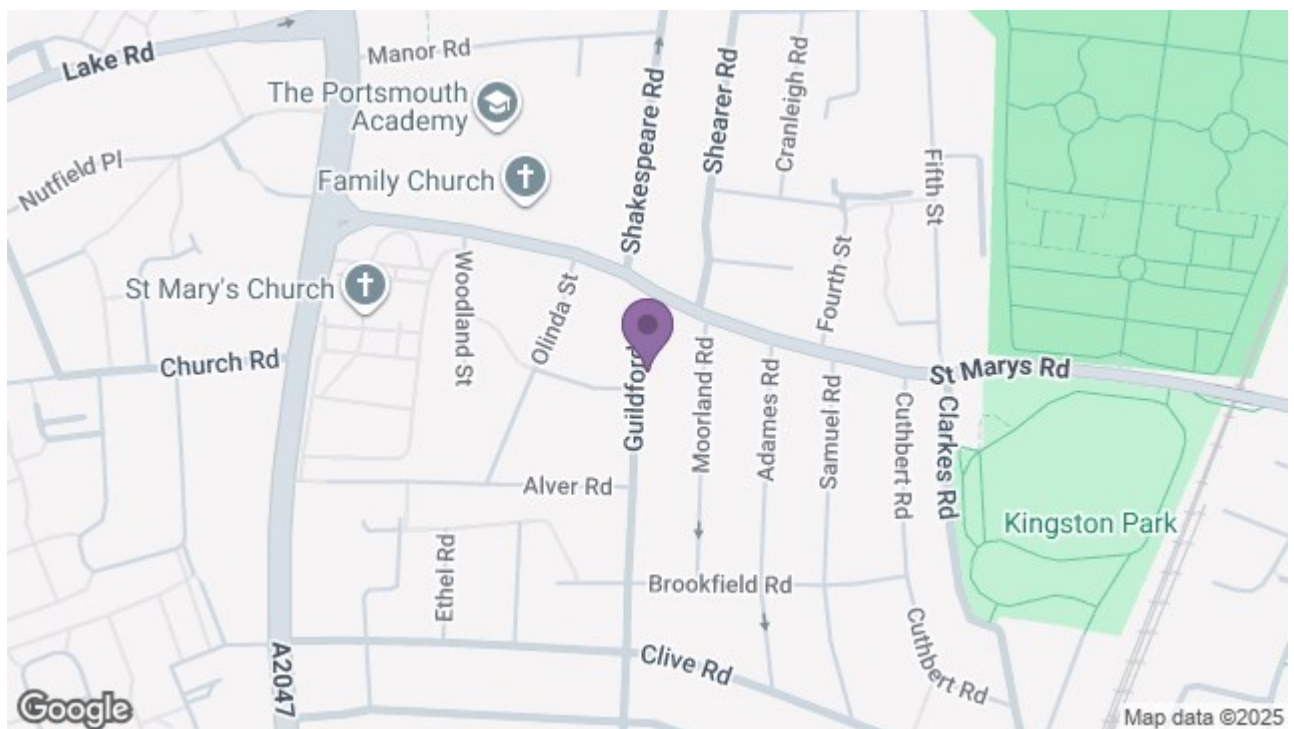 Lake Rd
Manor Rd
The Portsmouth
Academy
Shakespeare Rd
Shearer Rd
Cranleigh Rd
Nutfield Pl
Family Church
Fifth St
St Mary's Church
Woodland St
Olinda St
Fourth St
Church Rd
Guildford
Moorland Rd
Adames Rd
Samuel Rd
Cuthbert Rd
St Marys Rd
Clarkes Rd
Alver Rd
Kingston Park
Ethel Rd
Brookfield Rd
A2047
Clive Rd
Cuthbert Rd
Google
Map data ©2025